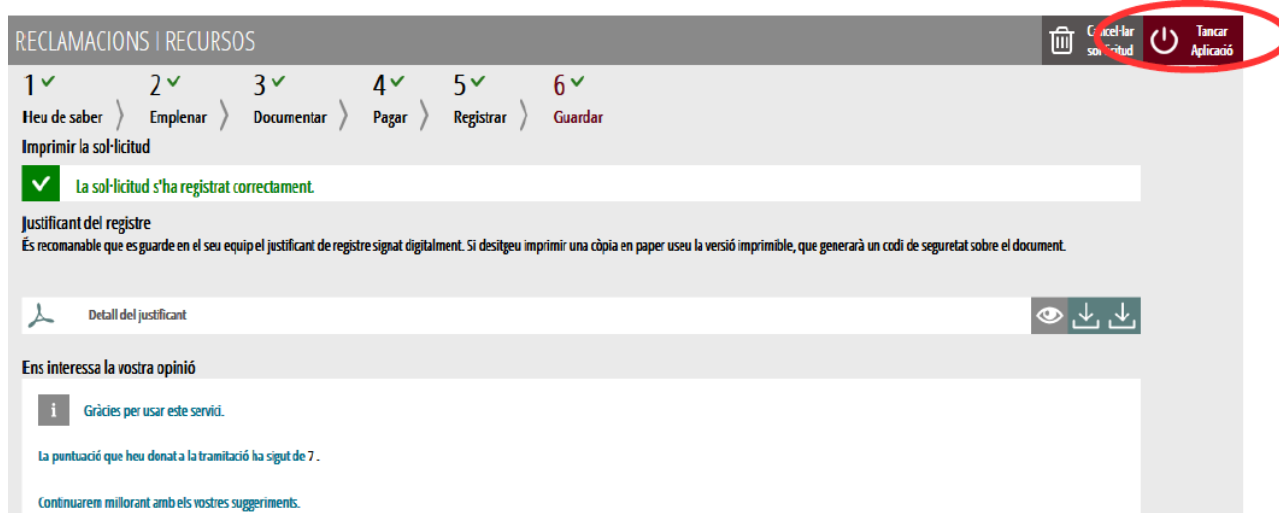 RECLAMACIONS I RECURSOS
Cancel·lar
sol·licitud
Tancar
Aplicació
1 2 3 4 5 6
Heu de saber Emplenar Documentar Pagar Registrar Guardar
Imprimir la sol·licitud
La sol·licitud s'ha registrat correctament.
Justificant del registre
És recomanable que es guarde en el seu equip el justificant de registre signat digitalment. Si desitgeu imprimir una còpia en paper useu la versió imprimible, que generarà un codi de seguretat sobre el document.
Detall del justificant
Ens interessa la vostra opinió
i Gràcies per usar este servici.
La puntuació que heu donat a la tramitació ha sigut de 7 .
Continuarem millorant amb els vostres suggeriments.